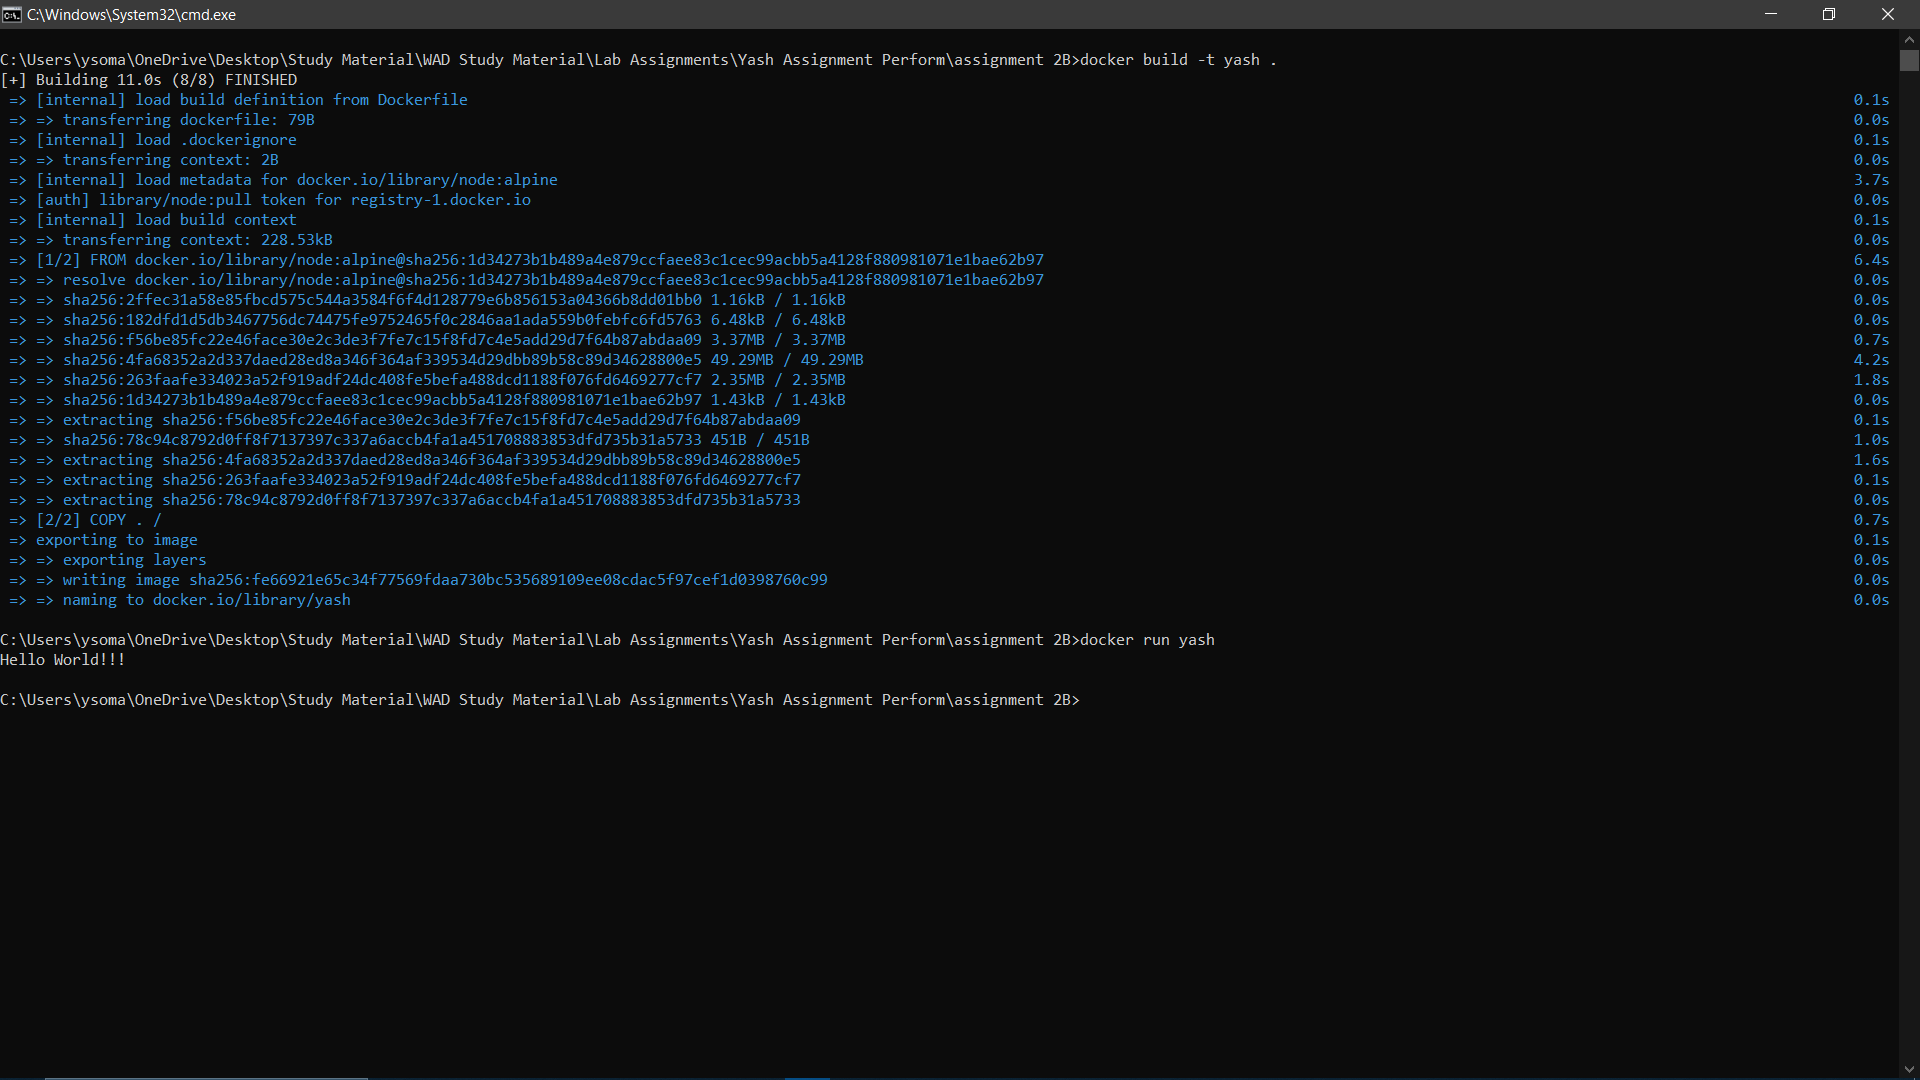 C:\Windows\System32\cmd.exe
C:\Users\ysoma\OneDrive\Desktop\Study Material\WAD Study Material\Lab Assignments\Yash Assignment Perform\assignment 2B>docker build -t yash .
[+] Building 11.0s (8/8) FINISHED
=> [internal] load build definition from Dockerfile 0.1s
=> => transferring dockerfile: 79B 0.0s
=> [internal] load .dockerignore 0.1s
=> => transferring context: 2B 0.0s
=> [internal] load metadata for docker.io/library/node:alpine 3.7s
=> [auth] library/node:pull token for registry-1.docker.io 0.0s
=> [internal] load build context 0.1s
=> => transferring context: 228.53kB 0.0s
=> [1/2] FROM docker.io/library/node:alpine@sha256:1d34273b1b489a4e879ccfaee83c1cec99acbb5a4128f880981071e1bae62b97 6.4s
=> => resolve docker.io/library/node:alpine@sha256:1d34273b1b489a4e879ccfaee83c1cec99acbb5a4128f880981071e1bae62b97 0.0s
=> => sha256:2ffec31a58e85fbcd575c544a3584f6f4d128779e6b856153a04366b8dd01bb0 1.16kB / 1.16kB 0.0s
=> => sha256:182dfd1d5db3467756dc74475fe9752465f0c2846aa1ada559b0febfc6fd5763 6.48kB / 6.48kB 0.0s
=> => sha256:f56be85fc22e46face30e2c3de3f7fe7c15f8fd7c4e5add29d7f64b87abdaa09 3.37MB / 3.37MB 0.7s
=> => sha256:4fa68352a2d337daed28ed8a346f364af339534d29dbb89b58c89d34628800e5 49.29MB / 49.29MB 4.2s
=> => sha256:263faafe334023a52f919adf24dc408fe5befa488dcd1188f076fd6469277cf7 2.35MB / 2.35MB 1.8s
=> => sha256:1d34273b1b489a4e879ccfaee83c1cec99acbb5a4128f880981071e1bae62b97 1.43kB / 1.43kB 0.0s
=> => extracting sha256:f56be85fc22e46face30e2c3de3f7fe7c15f8fd7c4e5add29d7f64b87abdaa09 0.1s
=> => sha256:78c94c8792d0ff8f7137397c337a6accb4fa1a451708883853dfd735b31a5733 451B / 451B 1.0s
=> => extracting sha256:4fa68352a2d337daed28ed8a346f364af339534d29dbb89b58c89d34628800e5 1.6s
=> => extracting sha256:263faafe334023a52f919adf24dc408fe5befa488dcd1188f076fd6469277cf7 0.1s
=> => extracting sha256:78c94c8792d0ff8f7137397c337a6accb4fa1a451708883853dfd735b31a5733 0.0s
=> [2/2] COPY . / 0.7s
=> exporting to image 0.1s
=> => exporting layers 0.0s
=> => writing image sha256:fe66921e65c34f77569fdaa730bc535689109ee08cdac5f97cef1d0398760c99 0.0s
=> => naming to docker.io/library/yash 0.0s
C:\Users\ysoma\OneDrive\Desktop\Study Material\WAD Study Material\Lab Assignments\Yash Assignment Perform\assignment 2B>docker run yash
Hello World!!!
C:\Users\ysoma\OneDrive\Desktop\Study Material\WAD Study Material\Lab Assignments\Yash Assignment Perform\assignment 2B>